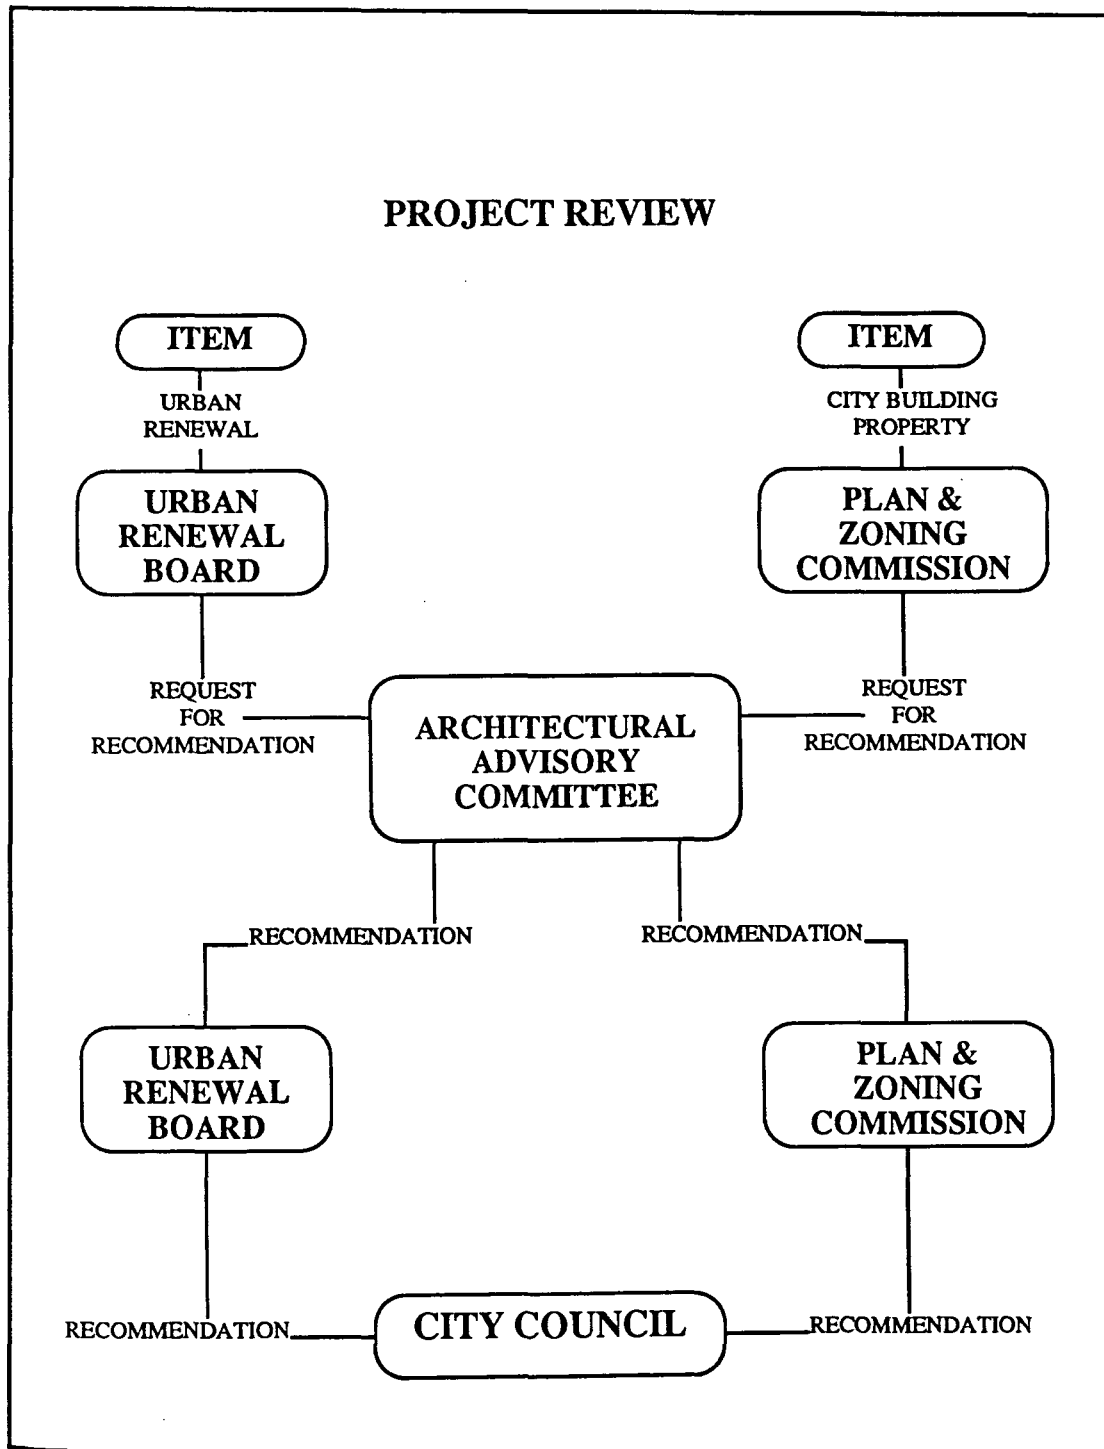 PROJECT REVIEW
ITEM
URBAN
RENEWAL
URBAN
RENEWAL
BOARD
REQUEST
FOR
RECOMMENDATION
ITEM
CITY BUILDING
PROPERTY
PLAN &
ZONING
COMMISSION
REQUEST
FOR
RECOMMENDATION
ARCHITECTURAL
ADVISORY
COMMITTEE
RECOMMENDATION
RECOMMENDATION
URBAN
RENEWAL
BOARD
PLAN &
ZONING
COMMISSION
RECOMMENDATION
CITY COUNCIL
RECOMMENDATION